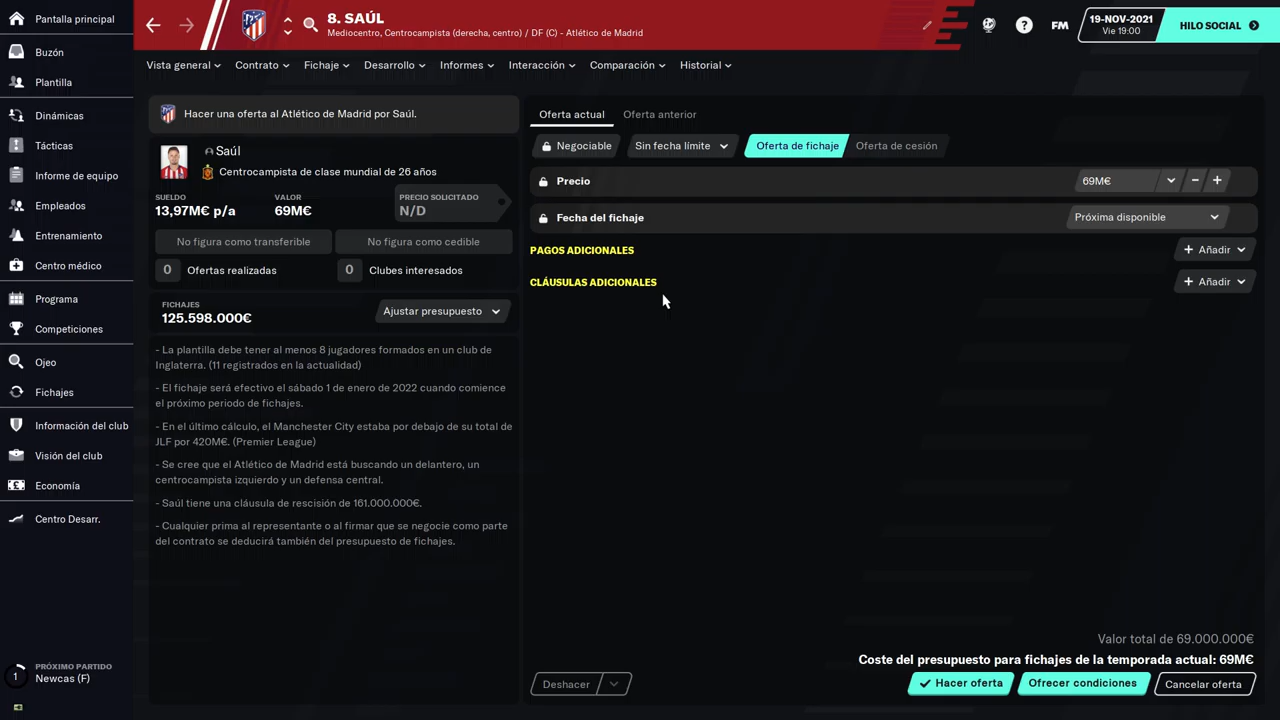 8. SAÚL
Mediocentro, Centrocampista (derecha, centro) / DF (C) - Atlético de Madrid
FM
19-NOV-2021
Vie 19:00
HILO SOCIAL
Pantalla principal
Buzón
Plantilla
Dinámicas
Tácticas
Informe de equipo
Empleados
Entrenamiento
Centro médico
Programa
Competiciones
Ojeo
Fichajes
Información del club
Visión del club
Economía
Centro Desarr.
1
PRÓXIMO PARTIDO
Newcas (F)
Vista general
Contrato
Fichaje
Desarrollo
Informes
Interacción
Comparación
Historial
Hacer una oferta al Atlético de Madrid por Saúl.
Saúl
Centrocampista de clase mundial de 26 años
SUELDO
13,97M€ p/a
VALOR
69M€
PRECIO SOLICITADO
N/D
No figura como transferible
No figura como cedible
0 Ofertas realizadas
0 Clubes interesados
FICHAJES
125.598.000€
Ajustar presupuesto
- La plantilla debe tener al menos 8 jugadores formados en un club de
Inglaterra. (11 registrados en la actualidad)
- El fichaje será efectivo el sábado 1 de enero de 2022 cuando comience
el próximo periodo de fichajes.
- En el último cálculo, el Manchester City estaba por debajo de su total de
JLF por 420M€. (Premier League)
- Se cree que el Atlético de Madrid está buscando un delantero, un
centrocampista izquierdo y un defensa central.
- Saúl tiene una cláusula de rescisión de 161.000.000€.
- Cualquier prima al representante o al firmar que se negocie como parte
del contrato se deducirá también del presupuesto de fichajes.
Oferta actual
Oferta anterior
Negociable
Sin fecha límite
Oferta de fichaje
Oferta de cesión
Precio
69M€
Fecha del fichaje
Próxima disponible
PAGOS ADICIONALES
Añadir
CLÁUSULAS ADICIONALES
Añadir
Valor total de 69.000.000€
Coste del presupuesto para fichajes de la temporada actual: 69M€
Deshacer
Hacer oferta
Ofrecer condiciones
Cancelar oferta